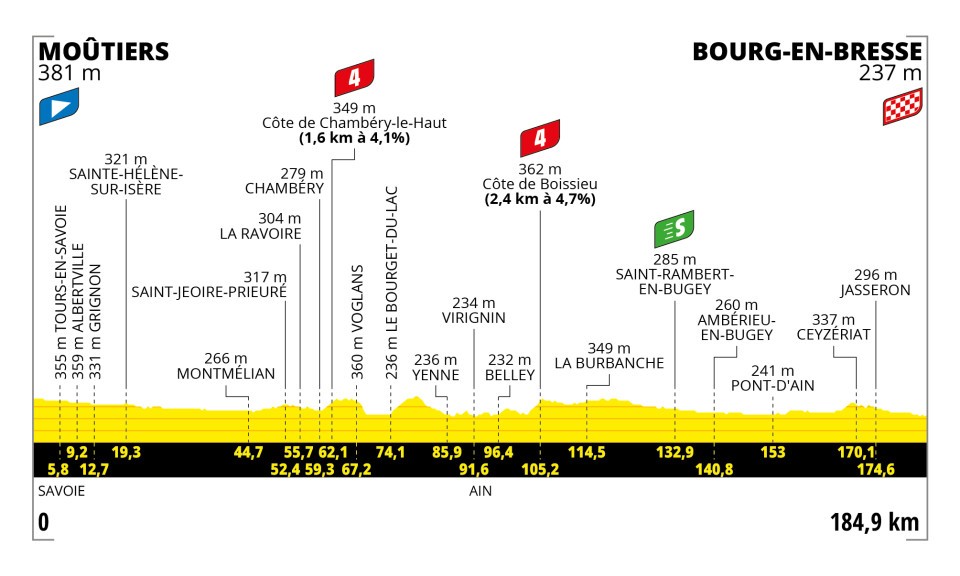 MOÛTIERS
381 m
BOURG-EN-BRESSE
237 m
4
349 m
Côte de Chambéry-le-Haut
(1,6 km à 4,1%)
4
362 m
Côte de Boissieu
(2,4 km à 4,7%)
321 m
SAINTE-HÉLÈNE-
SUR-ISÈRE
279 m
CHAMBÉRY
304 m
LA RAVOIRE
317 m
SAINT-JEOIRE-PRIEURÉ
266 m
MONTMÉLIAN
355 m TOURS-EN-SAVOIE
359 m ALBERTVILLE
331 m GRIGNON
360 m VOGLANS
236 m LE BOURGET-DU-LAC
236 m
YENNE
234 m
VIRIGNIN
232 m
BELLEY
349 m
LA BURBANCHE
S
285 m
SAINT-RAMBERT-
EN-BUGEY
260 m
AMBÉRIEU-
EN-BUGEY
241 m
PONT-D'AIN
337 m
CEYZÉRIAT
296 m
JASSERON
9,2 19,3 44,7 55,7 62,1 74,1 85,9 96,4 114,5 132,9 153 170,1
5,8 12,7 52,4 59,3 67,2 91,6 105,2 140,8 174,6
SAVOIE AIN
0 184,9 km